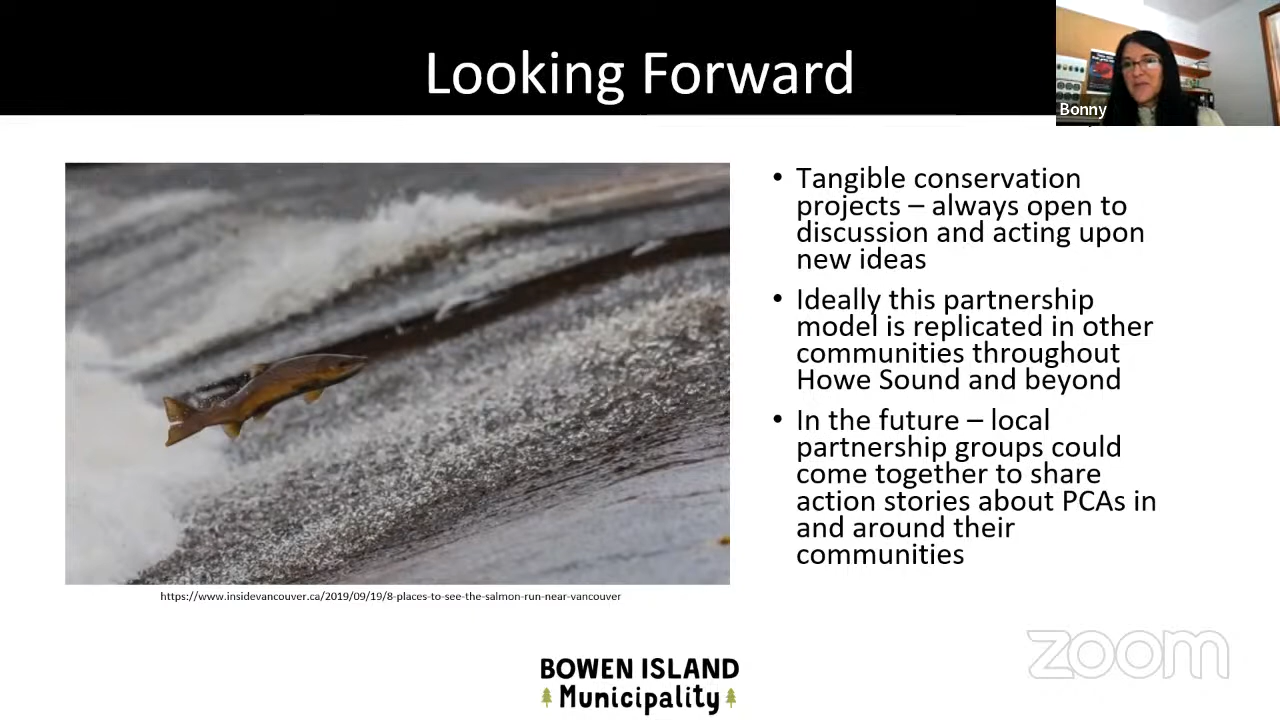 Looking Forward
Bonny
• Tangible conservation
projects – always open to
discussion and acting upon
new ideas
• Ideally this partnership
model is replicated in other
communities throughout
Howe Sound and beyond
• In the future – local
partnership groups could
come together to share
action stories about PCAs in
and around their
communities
https://www.insidevancouver.ca/2019/09/19/8-places-to-see-the-salmon-run-near-vancouver
zoom
BOWEN ISLAND
Municipality